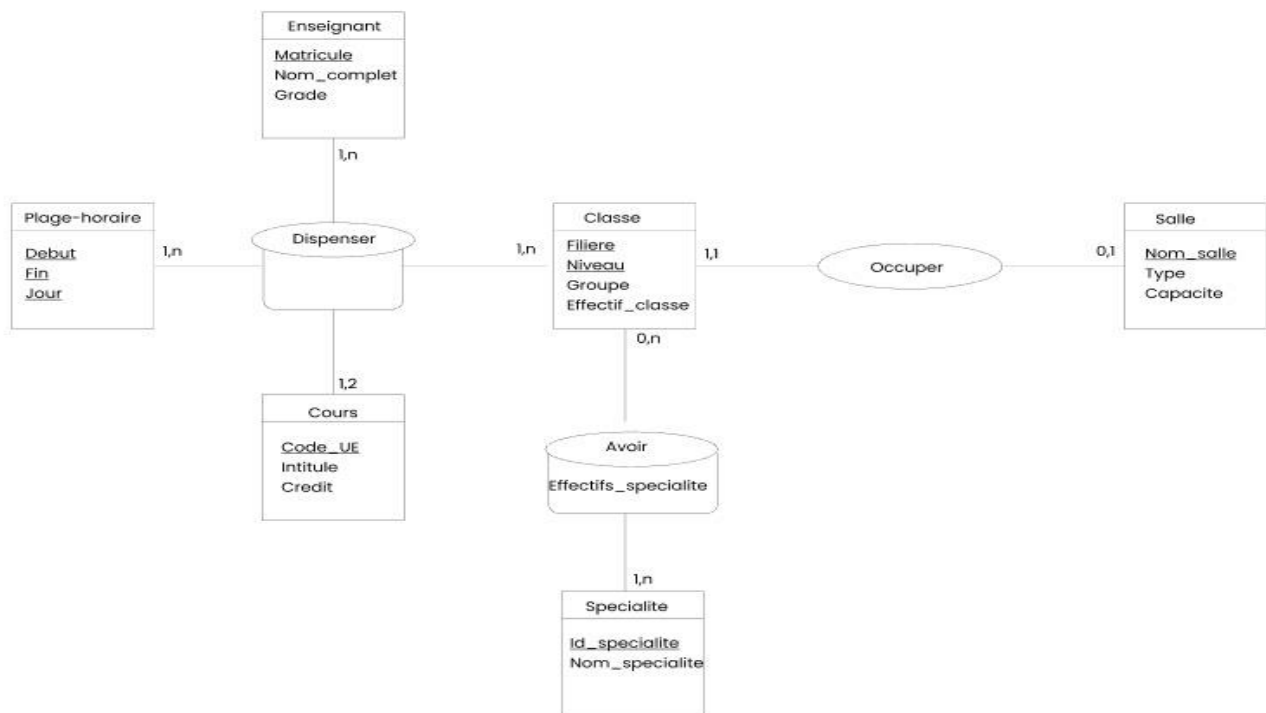 Enseignant
Matricule
Nom_complet
Grade
1,n
Plage-horaire
Debut
Fin
Jour
1,n
Dispenser
1,n
Classe
Filiere
Niveau
Groupe
Effectif_classe
1,1
Occuper
0,1
Salle
Nom_salle
Type
Capacite
1,2
Cours
Code_UE
Intitule
Credit
0,n
Avoir
Effectifs_specialite
1,n
Specialite
Id_specialite
Nom_specialite